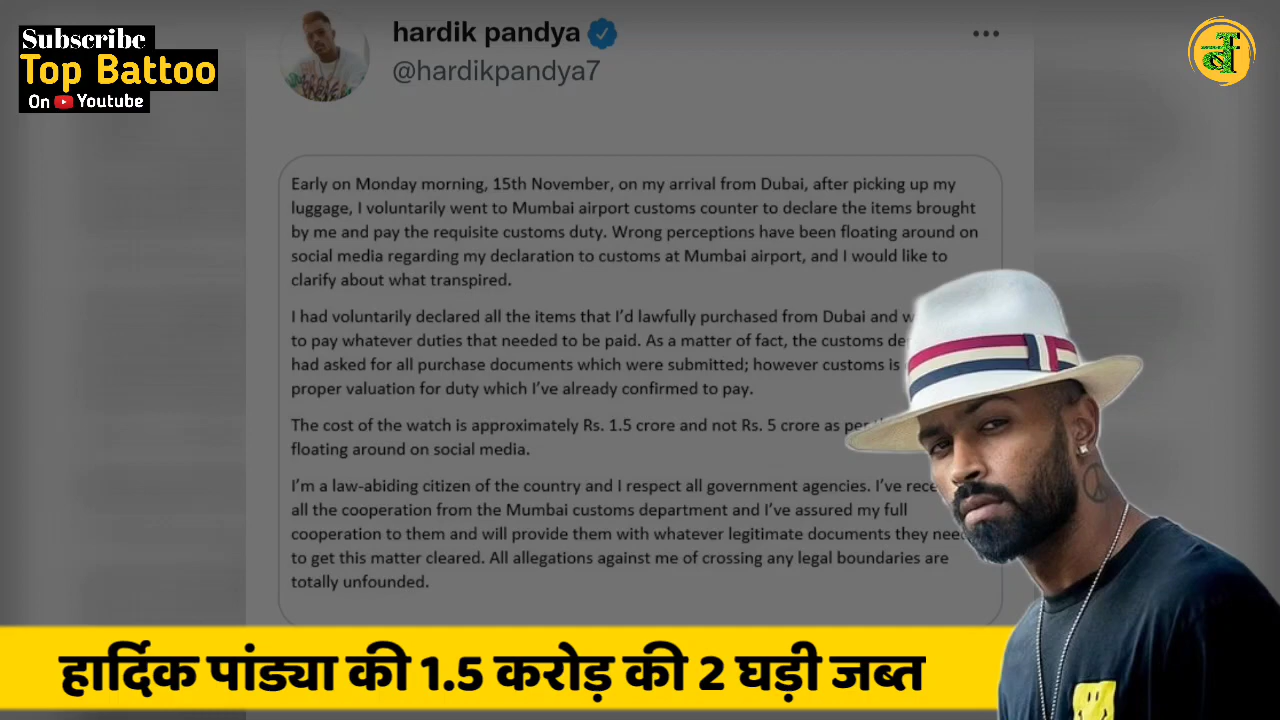 Subscribe
Top Battoo
On Youtube
hardik pandya
@hardikpandya7
Early on Monday morning, 15th November, on my arrival from Dubai, after picking up my
luggage, I voluntarily went to Mumbai airport customs counter to declare the items brought
by me and pay the requisite customs duty. Wrong perceptions have been floating around on
social media regarding my declaration to customs at Mumbai airport, and I would like to
clarify about what transpired.
I had voluntarily declared all the items that I'd lawfully purchased from Dubai and
to pay whatever duties that needed to be paid. As a matter of fact, the customs
had asked for all purchase documents which were submitted; however customs is
proper valuation for duty which I've already confirmed to pay.
The cost of the watch is approximately Rs. 1.5 crore and not Rs. 5 crore as per
floating around on social media.
I'm a law-abiding citizen of the country and I respect all government agencies. I've
all the cooperation from the Mumbai customs department and I've assured my full
cooperation to them and will provide them with whatever legitimate documents they
to get this matter cleared. All allegations against me of crossing any legal boundaries are
totally unfounded.
हार्दिक पांड्या की 1.5 करोड़ की 2 घड़ी जब्त